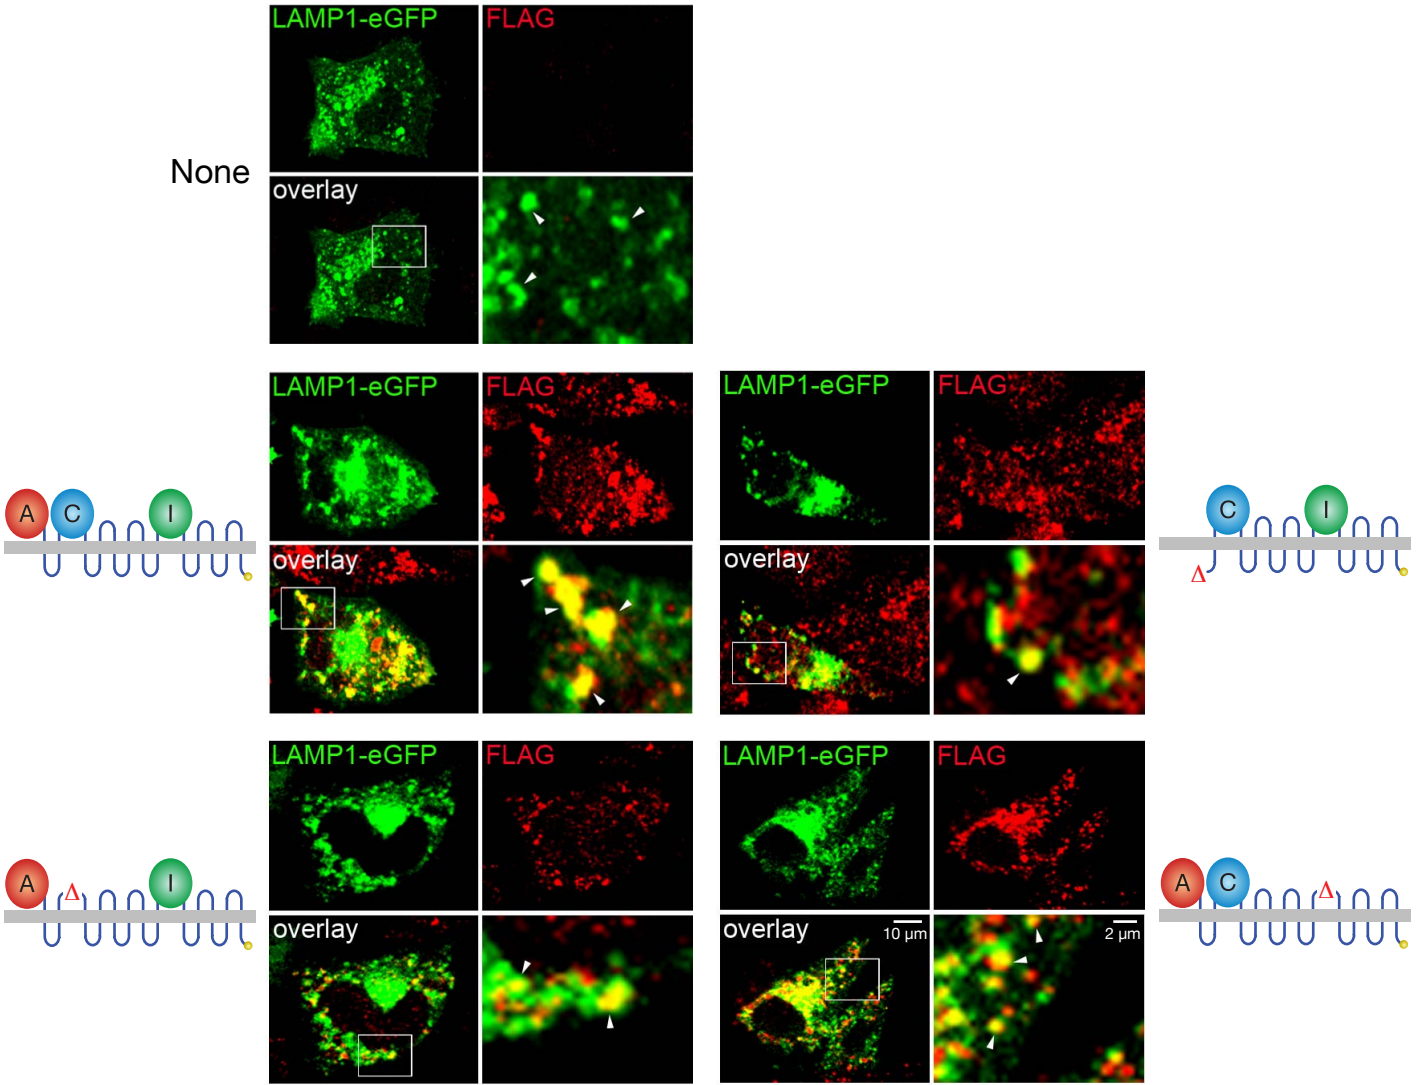 LAMP1-eGFP FLAG
None
overlay
LAMP1-eGFP FLAG
LAMP1-eGFP FLAG
A C I
C I
overlay
overlay
Δ
LAMP1-eGFP FLAG
LAMP1-eGFP FLAG
A Δ I
A C Δ
overlay
overlay 10 µm 2 µm